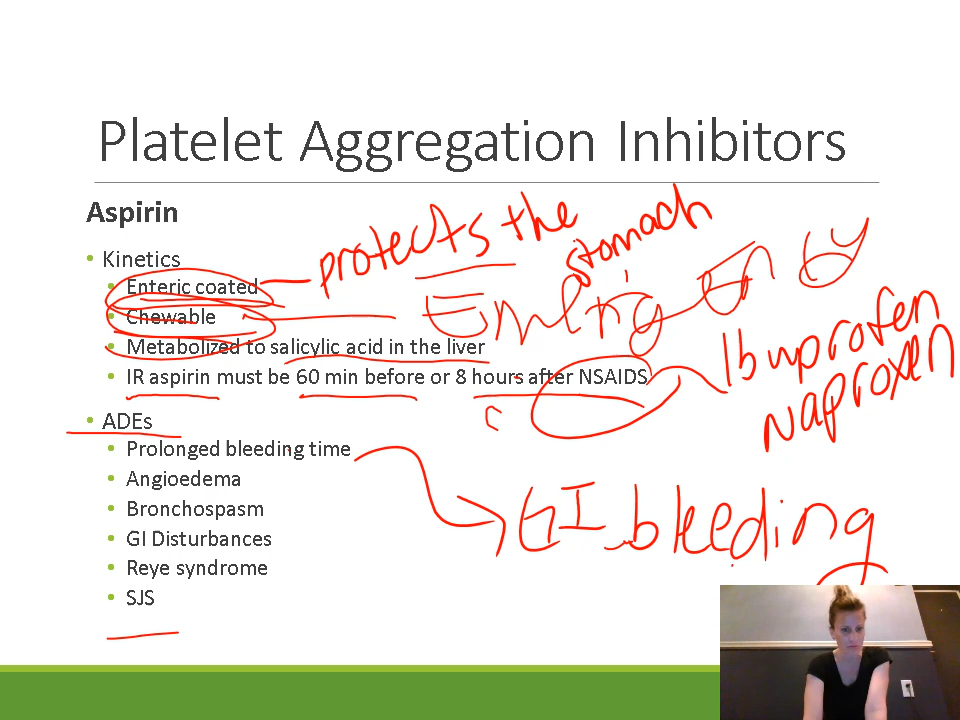 Platelet Aggregation Inhibitors
Aspirin
• Kinetics
• Enteric coated
protects the
stomach
• Chewable
Emergency
• Metabolized to salicylic acid in the liver
• IR aspirin must be 60 min before or 8 hours after NSAIDS
Ibuprofen
naproxen
• ADEs
• Prolonged bleeding time
GI bleeding
• Angioedema
• Bronchospasm
• GI Disturbances
• Reye syndrome
• SJS